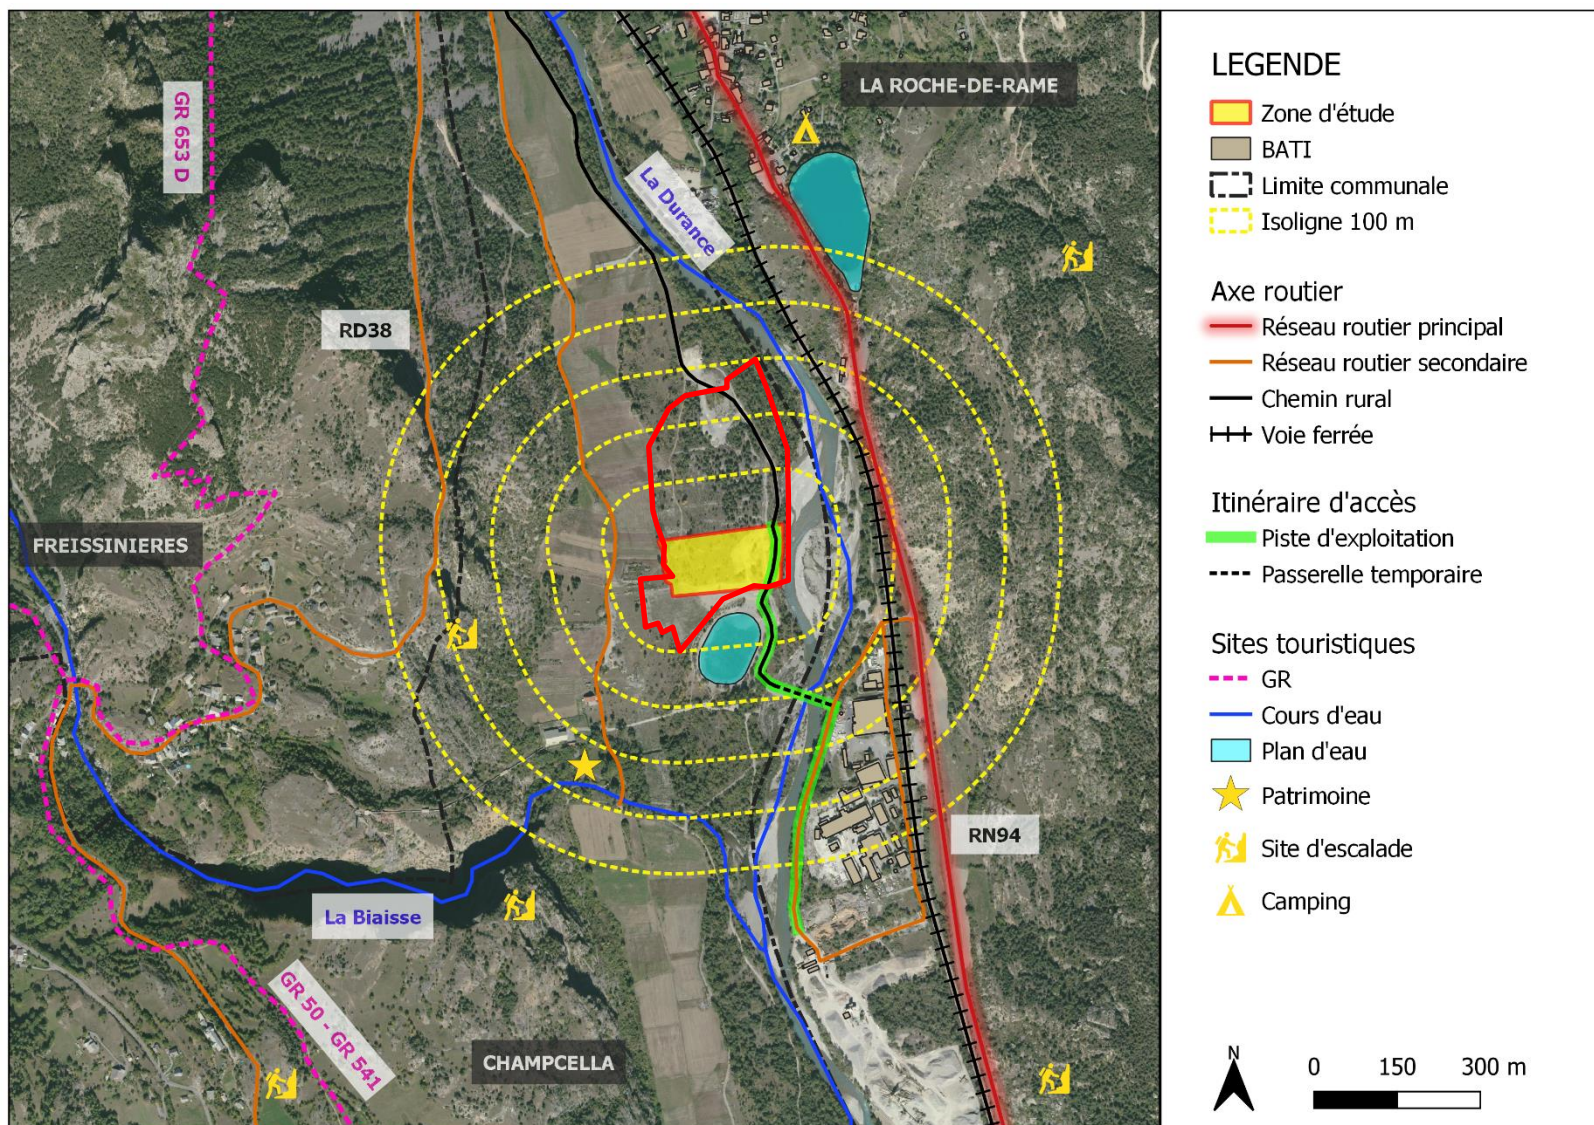 GR 653 D
LA ROCHE-DE-RAME
La Durance
RD38
FREISSINIERES
RN94
La Biaisse
GR 50 - GR 541
CHAMPCELLA
LEGENDE
Zone d'étude
BATI
Limite communale
Isoligne 100 m
Axe routier
Réseau routier principal
Réseau routier secondaire
Chemin rural
Voie ferrée
Itinéraire d'accès
Piste d'exploitation
Passerelle temporaire
Sites touristiques
GR
Cours d'eau
Plan d'eau
Patrimoine
Site d'escalade
Camping
N
0 150 300 m